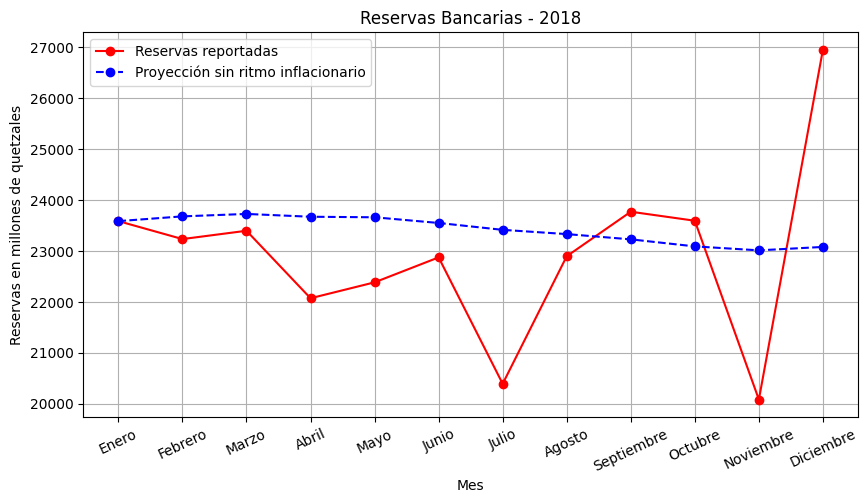 Reservas Bancarias - 2018
Reservas reportadas
Proyección sin ritmo inflacionario
Reservas en millones de quetzales
27000
26000
25000
24000
23000
22000
21000
20000
Enero
Febrero
Marzo
Abril
Mayo
Junio
Julio
Agosto
Septiembre
Octubre
Noviembre
Diciembre
Mes